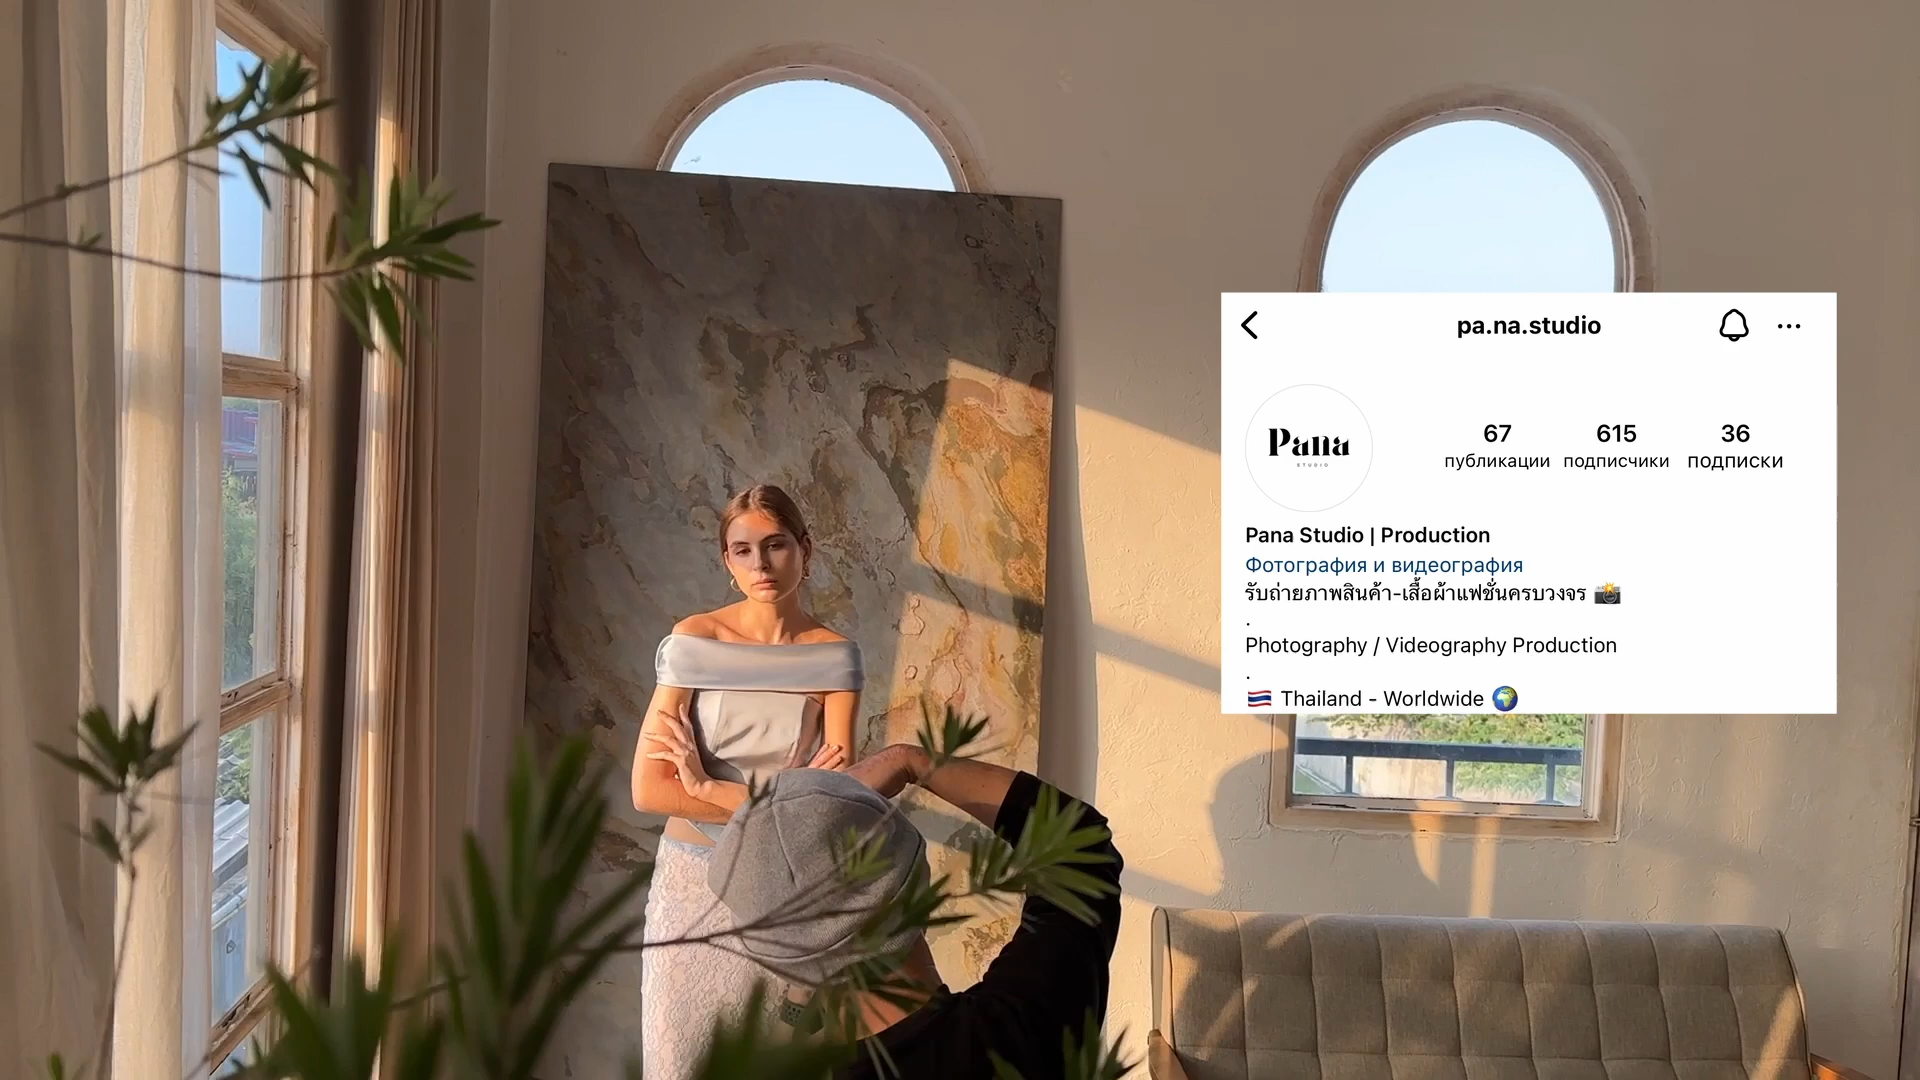 pa.na.studio
Pana
STUDIO
67 615 36
публикации подписчики подписки
Pana Studio | Production
Фотография и видеография
รับถ่ายภาพสินค้า-เสื้อผ้าแฟชั่นครบวงจร 📸
.
Photography / Videography Production
.
🇹🇭 Thailand - Worldwide 🌍